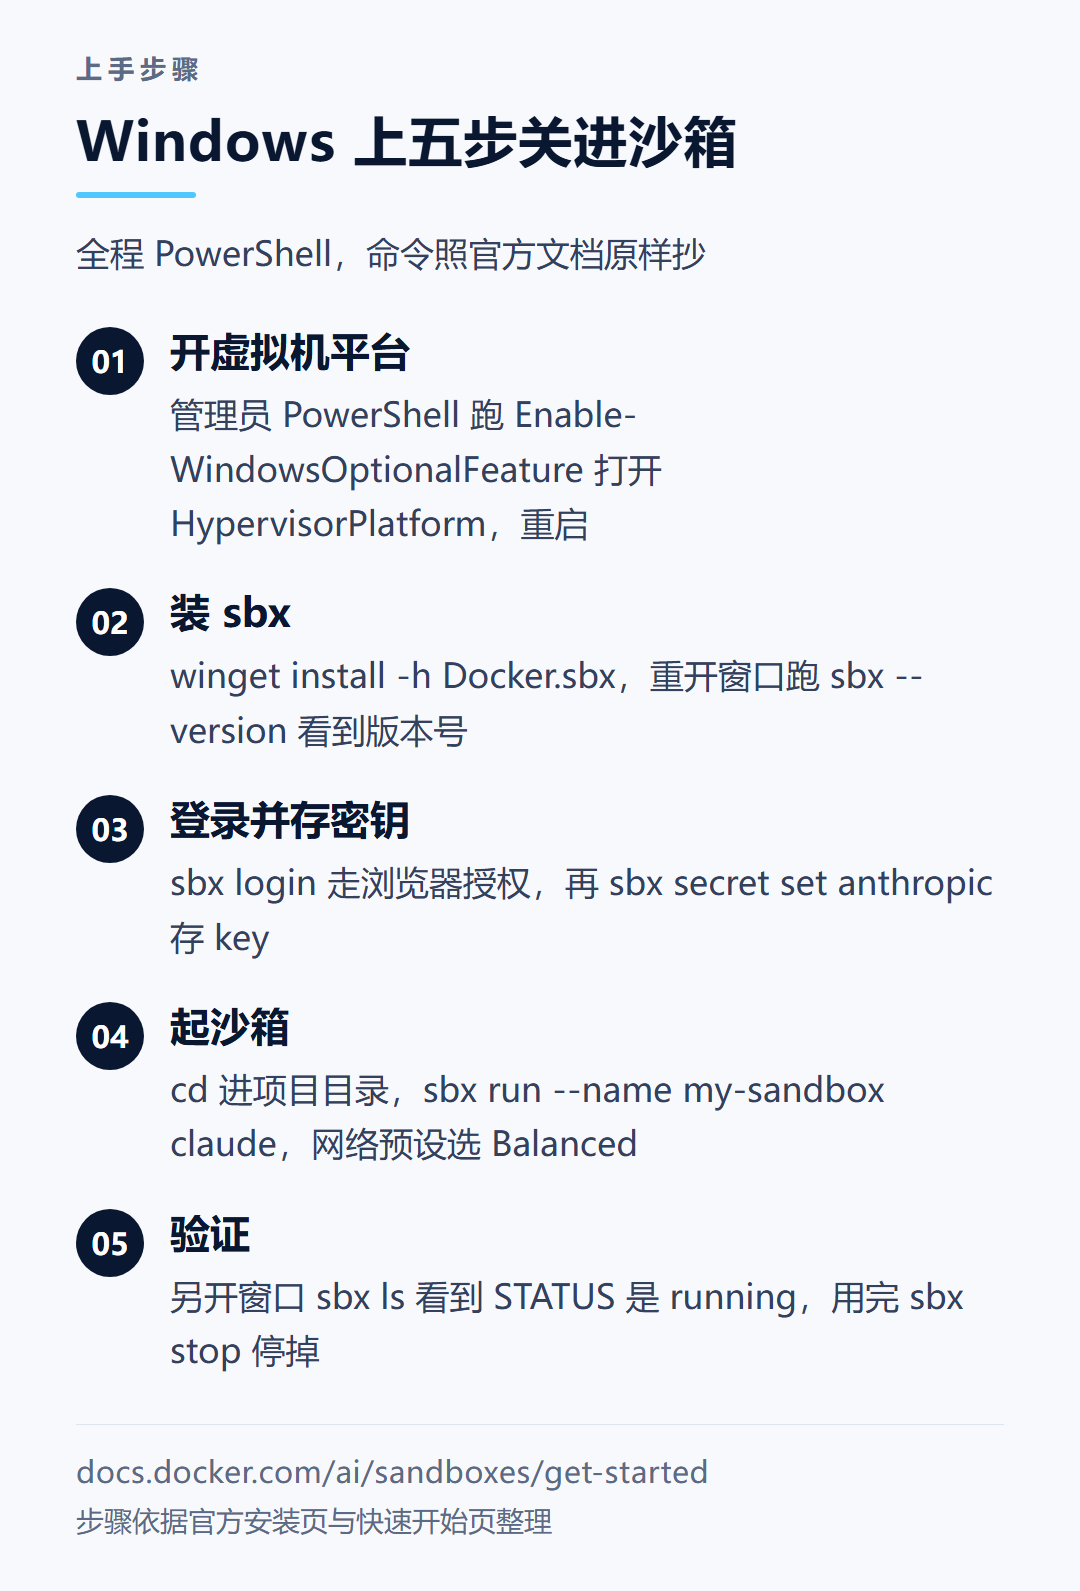 上手步骤
Windows 上五步关进沙箱
全程 PowerShell，命令照官方文档原样抄
01
开虚拟机平台
管理员 PowerShell 跑 Enable-
WindowsOptionalFeature 打开
HypervisorPlatform，重启
02
装 sbx
winget install -h Docker.sbx，重开窗口跑 sbx --
version 看到版本号
03
登录并存密钥
sbx login 走浏览器授权，再 sbx secret set anthropic
存 key
04
起沙箱
cd 进项目目录，sbx run --name my-sandbox
claude，网络预设选 Balanced
05
验证
另开窗口 sbx ls 看到 STATUS 是 running，用完 sbx
stop 停掉
docs.docker.com/ai/sandboxes/get-started
步骤依据官方安装页与快速开始页整理